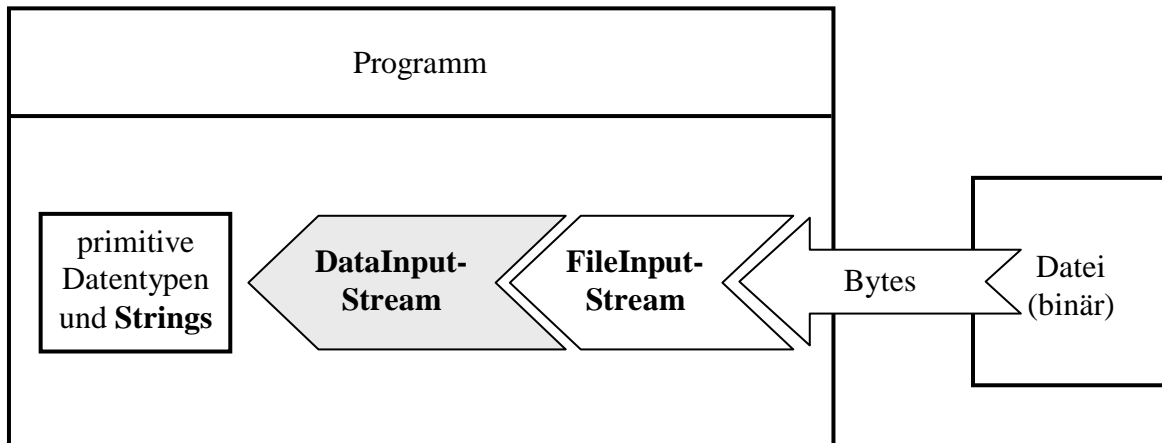 Programm
primitive
Datentypen
und Strings
DataInput-
Stream
FileInput-
Stream
Bytes
Datei
(binär)